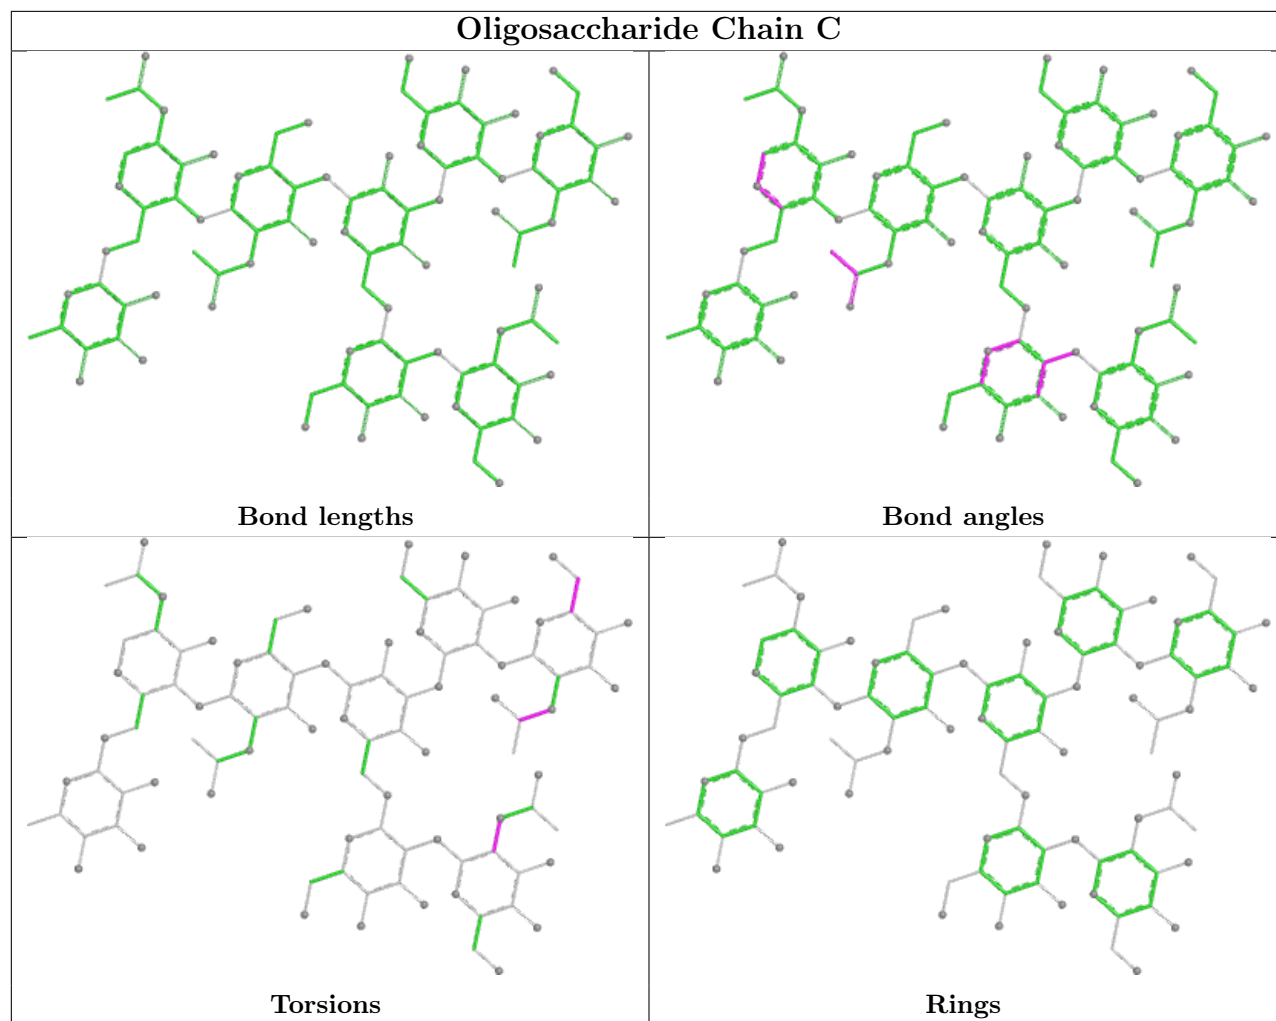 Oligosaccharide Chain C
Bond lengths
Bond angles
Torsions
Rings